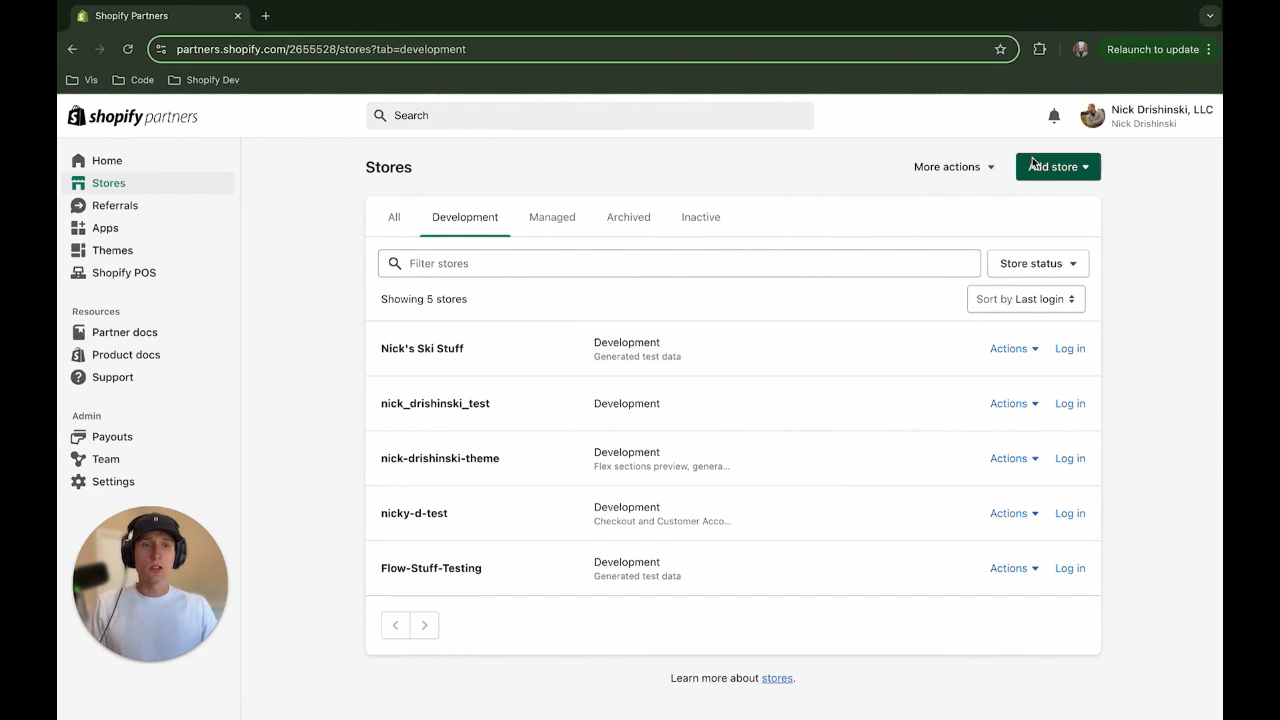 Shopify Partners
partners.shopify.com/2655528/stores?tab=development
Relaunch to update
Vis
Code
Shopify Dev
shopify partners
Search
Nick Drishinski, LLC
Nick Drishinski
Home
Stores
Referrals
Apps
Themes
Shopify POS
Resources
Partner docs
Product docs
Support
Admin
Payouts
Team
Settings
Stores
More actions
Add store
All Development Managed Archived Inactive
Filter stores
Store status
Showing 5 stores
Sort by Last login
Nick's Ski Stuff
Development
Generated test data
Actions Log in
nick_drishinski_test
Development
Actions Log in
nick-drishinski-theme
Development
Flex sections preview, genera...
Actions Log in
nicky-d-test
Development
Checkout and Customer Acco...
Actions Log in
Flow-Stuff-Testing
Development
Generated test data
Actions Log in
Learn more about stores.